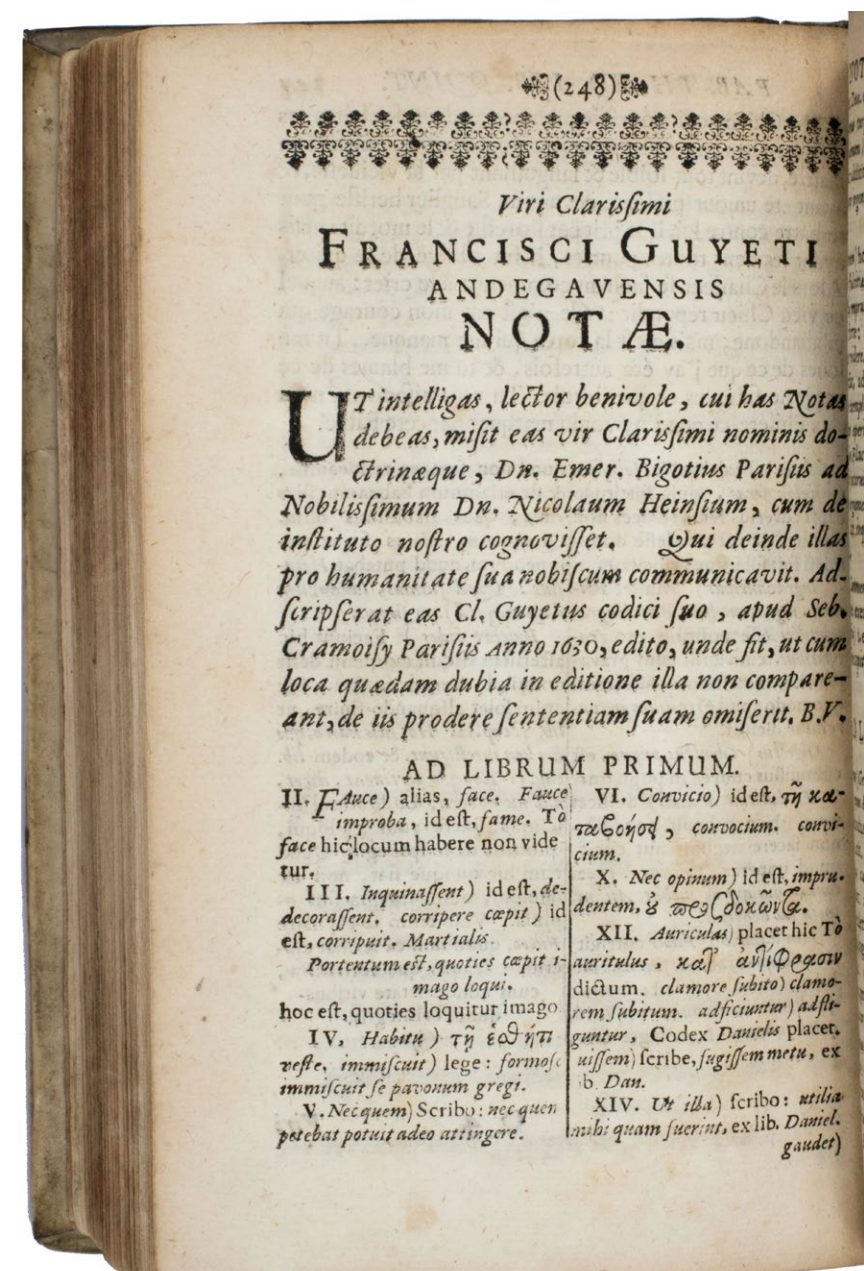 (248)
Viri Clarissimi
FRANCISCI GUYETI
ANDEGAVENSIS
NOTÆ.
UT intelligas, lector benivole, cui has Notas
debeas, misit eas vir Clarissimi nominis do-
ctrinæque, Dn. Emer. Bigotius Parisiis ad
Nobilissimum Dn. Nicolaum Heinsium, cum de
instituto nostro cognovisset. Qui deinde illas
pro humanitate sua nobiscum communicavit. Ad-
scripserat eas Cl. Guyetus codici suo, apud Seb.
Cramoisy Parisiis Anno 1630, edito, unde fit, ut cum
loca quædam dubia in editione illa non compare-
ant, de iis prodere sententiam suam omiserit. B.V.
AD LIBRUM PRIMUM.
II. FAuce) alias, face. Fauce
improba, id est, fame. Τὸ
face hic locum habere non vide
tur.
III. Inquinassent) id est, de-
decorassent. corripere cœpit) id
est, corripuit. Martialis.
Portentum est, quoties cœpit i-
mago loqui.
hoc est, quoties loquitur imago
IV, Habitu) τῇ ἐσθῆτι
veste, immiscuit) lege: formoso
immiscuit se pavonum gregi.
V. Nec quem) Scribo: nec quem
petebat potuit adeo attingere.
VI. Convicio) id est, τῇ κα-
ταβοήσει, convocium. convi-
cium.
X. Nec opinum) id est, impru-
dentem, οὐ προσδοκῶντα.
XII. Auriculas) placet hic Τὸ
auritulus, κατ' ἀντίφρασιν
dictum. clamore subito) clamo-
rem subitum. adficiuntur) adfli-
guntur, Codex Danielis placet.
uissem) scribe, fugissem metu, ex
b. Dan.
XIV. Ut illa) scribo: utilia
mihi quam fuerint, ex lib. Daniel.
gaudet)